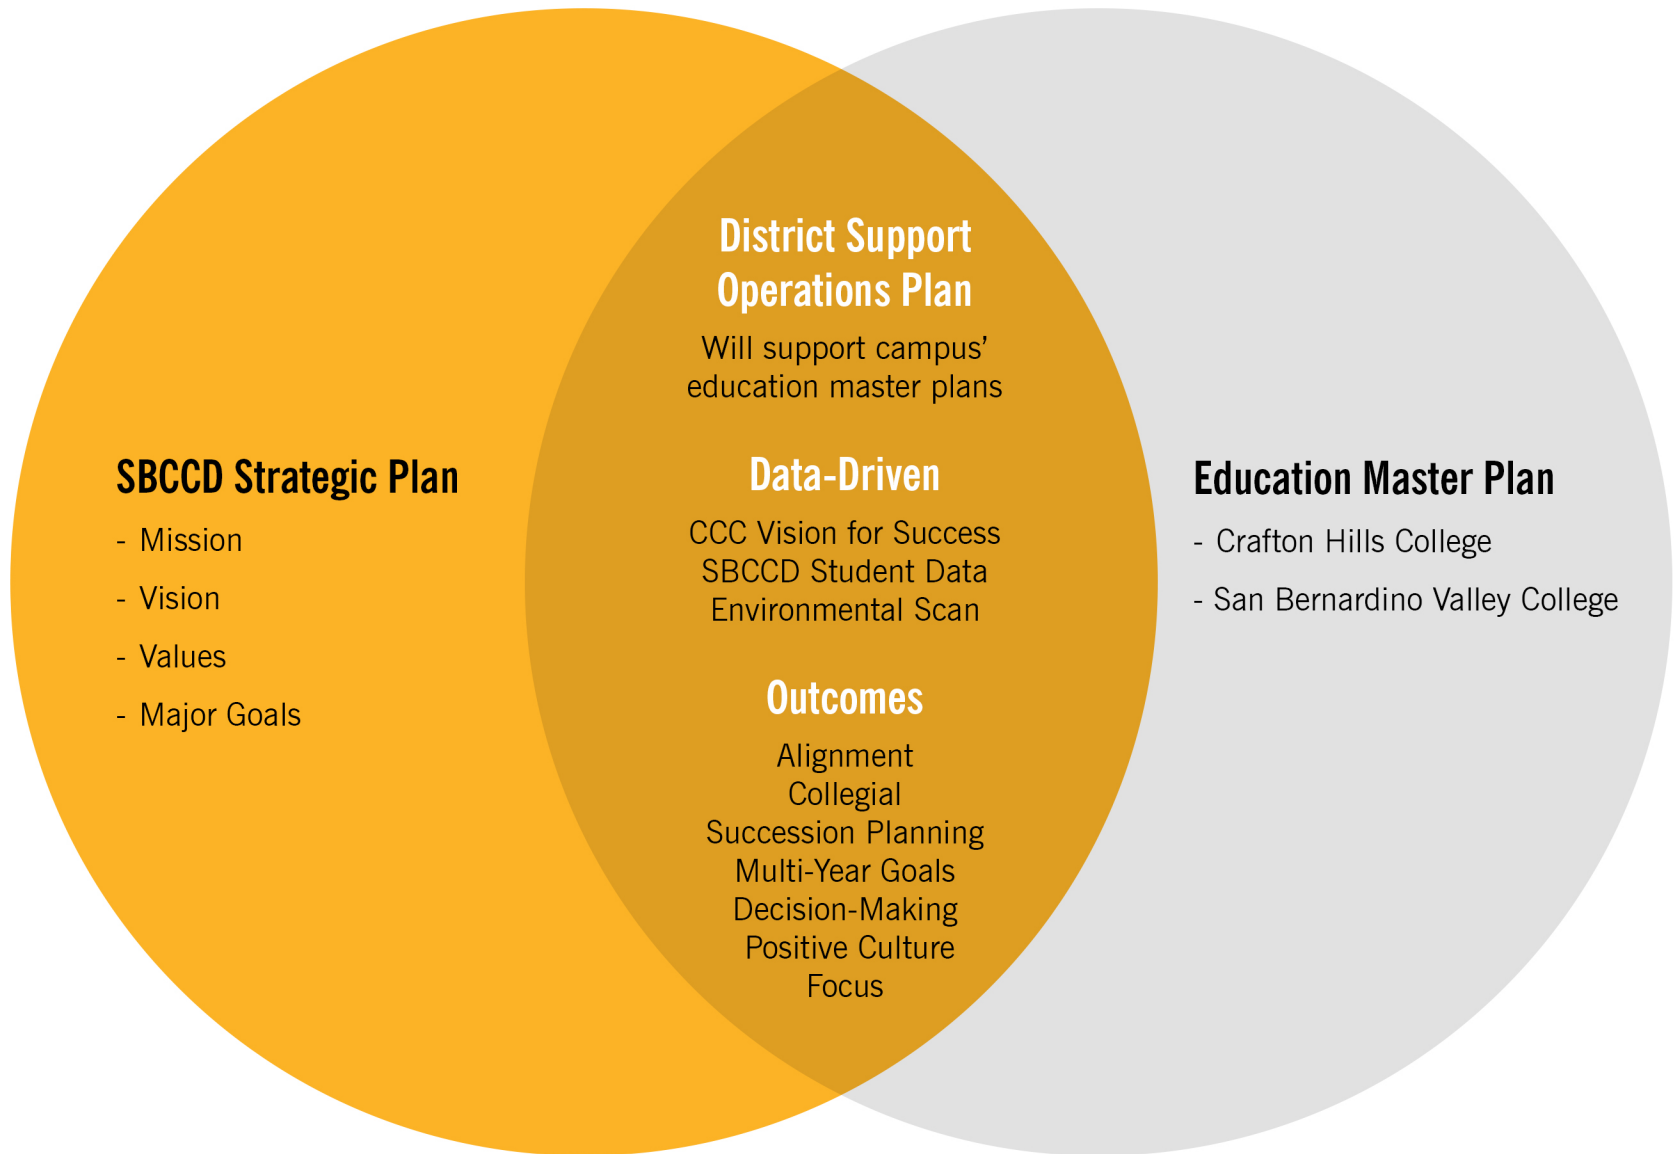 SBCCD Strategic Plan
- Mission
- Vision
- Values
- Major Goals
District Support
Operations Plan
Will support campus’
education master plans
Data-Driven
CCC Vision for Success
SBCCD Student Data
Environmental Scan
Outcomes
Alignment
Collegial
Succession Planning
Multi-Year Goals
Decision-Making
Positive Culture
Focus
Education Master Plan
- Crafton Hills College
- San Bernardino Valley College